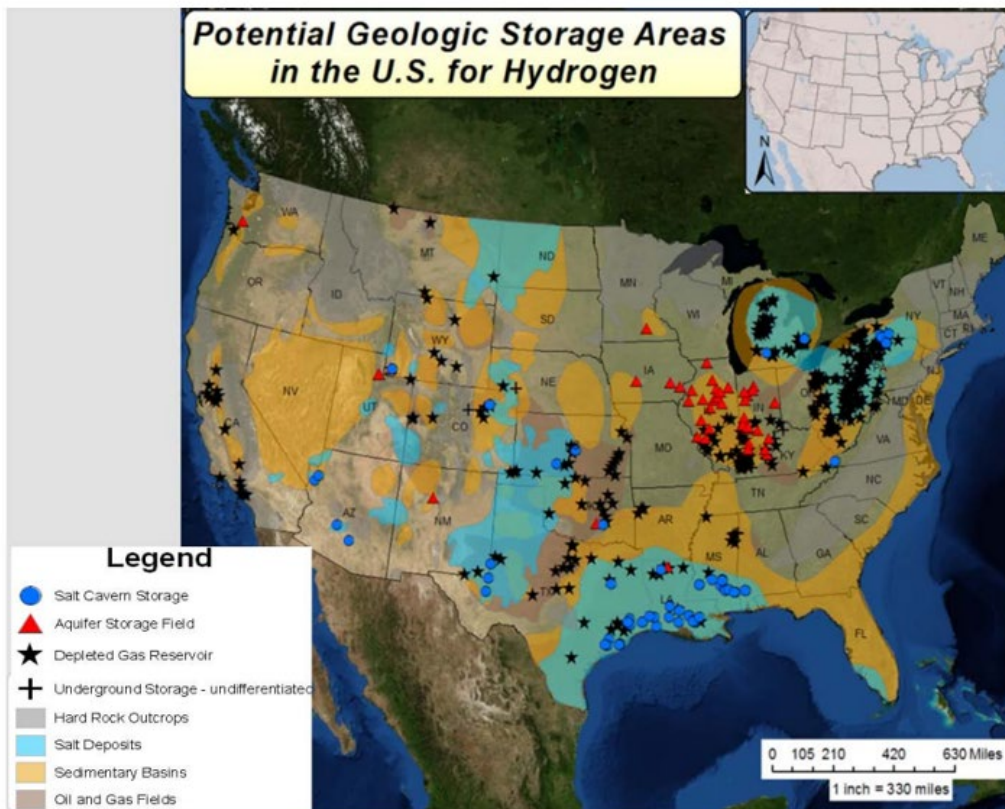 Potential Geologic Storage Areas
in the U.S. for Hydrogen
N
WA
MT
ND
MN
ME
OR
ID
SD
WI
MI
VT
NH
NY
MA
CT
RI
WY
NE
IA
NJ
NV
UT
CO
IN
MD
DE
CA
MO
KY
VA
AZ
NM
TN
NC
AR
SC
MS
AL
GA
LA
FL
Legend
Salt Cavern Storage
Aquifer Storage Field
Depleted Gas Reservoir
Underground Storage - undifferentiated
Hard Rock Outcrops
Salt Deposits
Sedimentary Basins
Oil and Gas Fields
0 105 210 420 630 Miles
1 inch = 330 miles